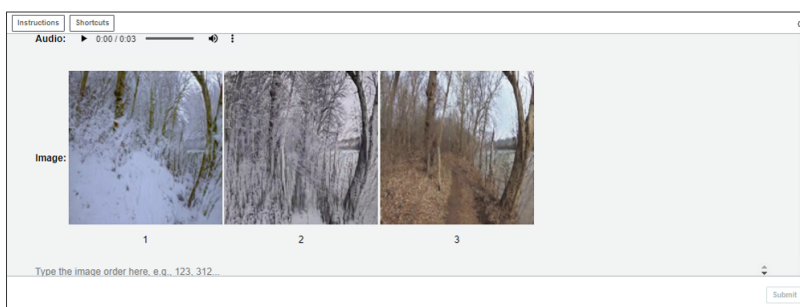 Instructions Shortcuts
Audio: 0:00 / 0:03
Image:
1 2 3
Type the image order here, e.g., 123, 312...
Submit